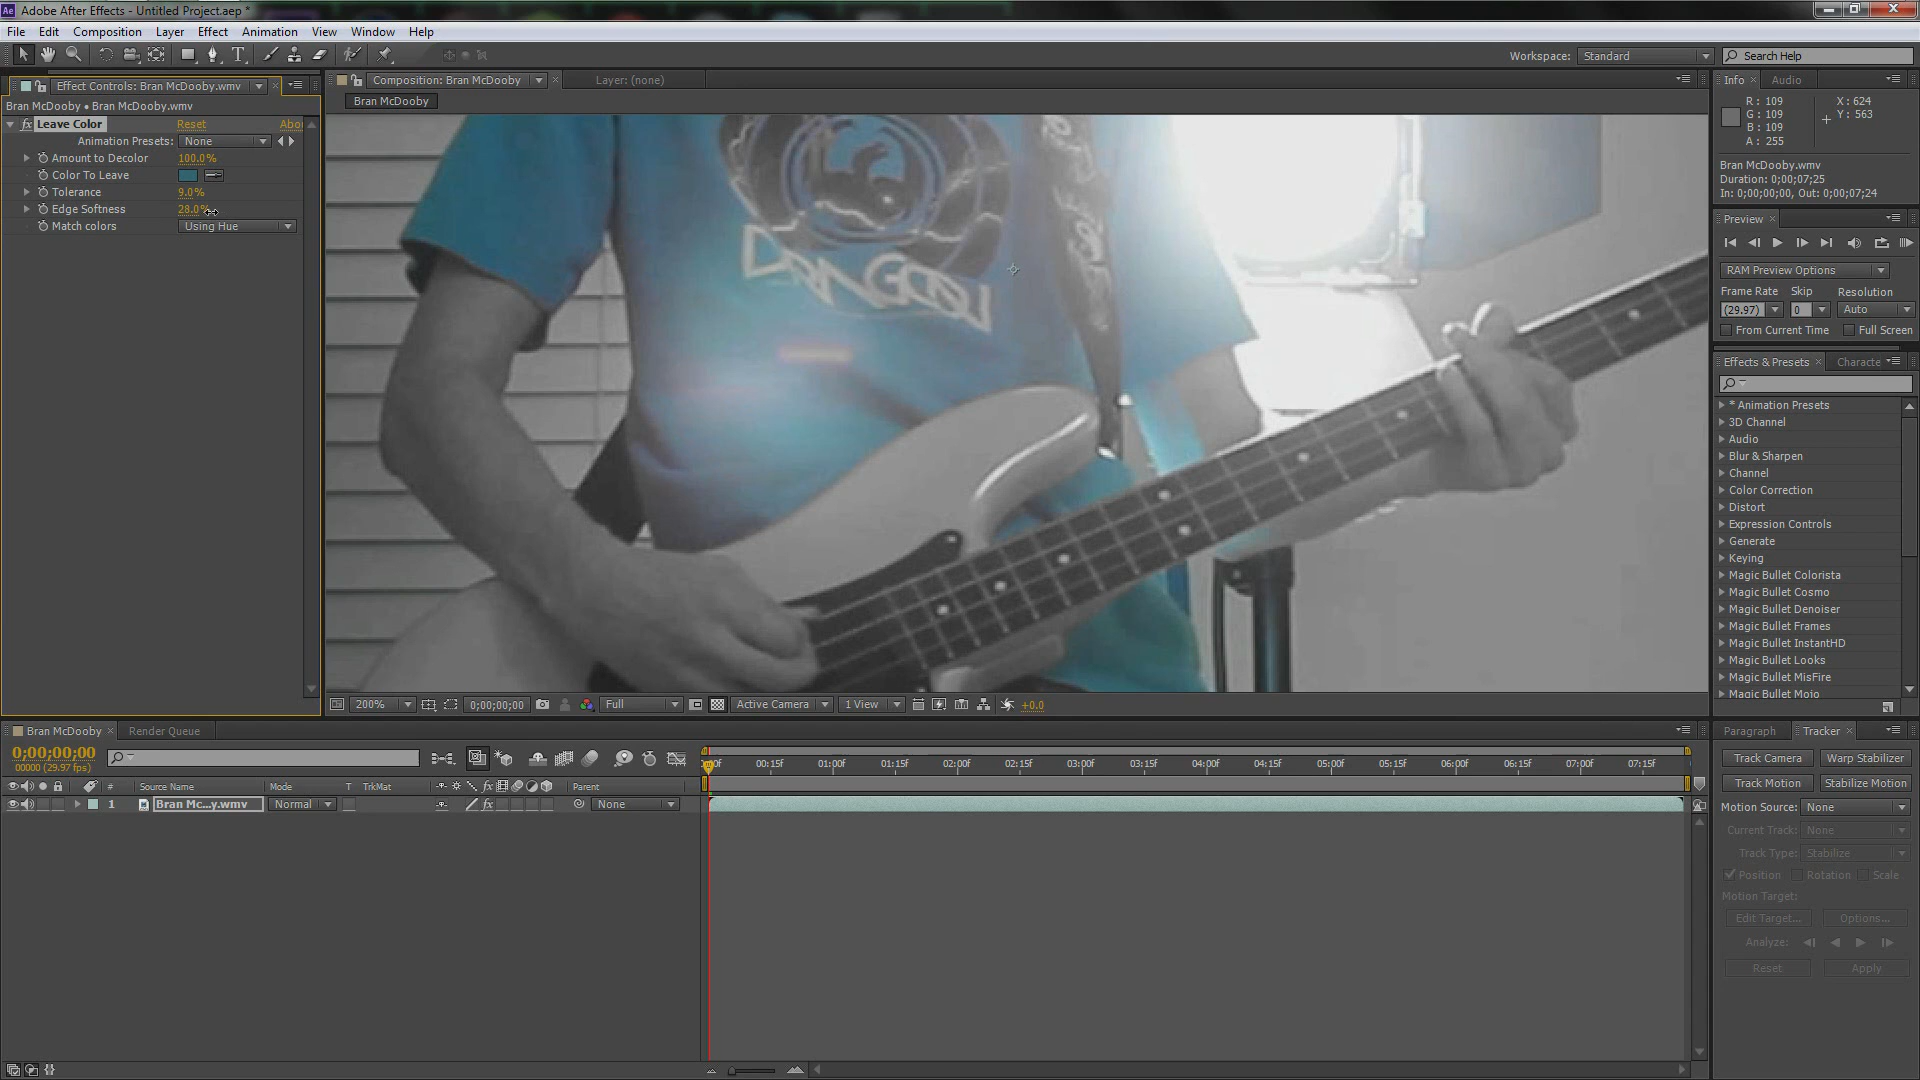 Ae Adobe After Effects - Untitled Project.aep *
File Edit Composition Layer Effect Animation View Window Help
Workspace: Standard Search Help
Effect Controls: Bran McDooby.wmv
Bran McDooby • Bran McDooby.wmv
fx Leave Color Reset Abo
Animation Presets: None
Amount to Decolor 100.0%
Color To Leave
Tolerance 9.0%
Edge Softness 28.0%
Match colors Using Hue
Composition: Bran McDooby Layer: (none)
Bran McDooby
DRAGON
200% 0;00;00;00 Full Active Camera 1 View +0.0
Info Audio
R: 109 X: 624
G: 109 Y: 563
B: 109
A: 255
Bran McDooby.wmv
Duration: 0;00;07;25
In: 0;00;00;00, Out: 0;00;07;24
Preview
RAM Preview Options
Frame Rate Skip Resolution
(29.97) 0 Auto
From Current Time Full Screen
Effects & Presets Characte
* Animation Presets
3D Channel
Audio
Blur & Sharpen
Channel
Color Correction
Distort
Expression Controls
Generate
Keying
Magic Bullet Colorista
Magic Bullet Cosmo
Magic Bullet Denoiser
Magic Bullet Frames
Magic Bullet InstantHD
Magic Bullet Looks
Magic Bullet MisFire
Magic Bullet Mojo
Bran McDooby Render Queue
0;00;00;00
00000 (29.97 fps)
# Source Name Mode T TrkMat Parent
1 Bran Mc...y.wmv Normal fx None
00f 00:15f 01:00f 01:15f 02:00f 02:15f 03:00f 03:15f 04:00f 04:15f 05:00f 05:15f 06:00f 06:15f 07:00f 07:15f
Paragraph Tracker
Track Camera Warp Stabilizer
Track Motion Stabilize Motion
Motion Source: None
Current Track: None
Track Type: Stabilize
Position Rotation Scale
Motion Target:
Edit Target... Options...
Analyze:
Reset Apply